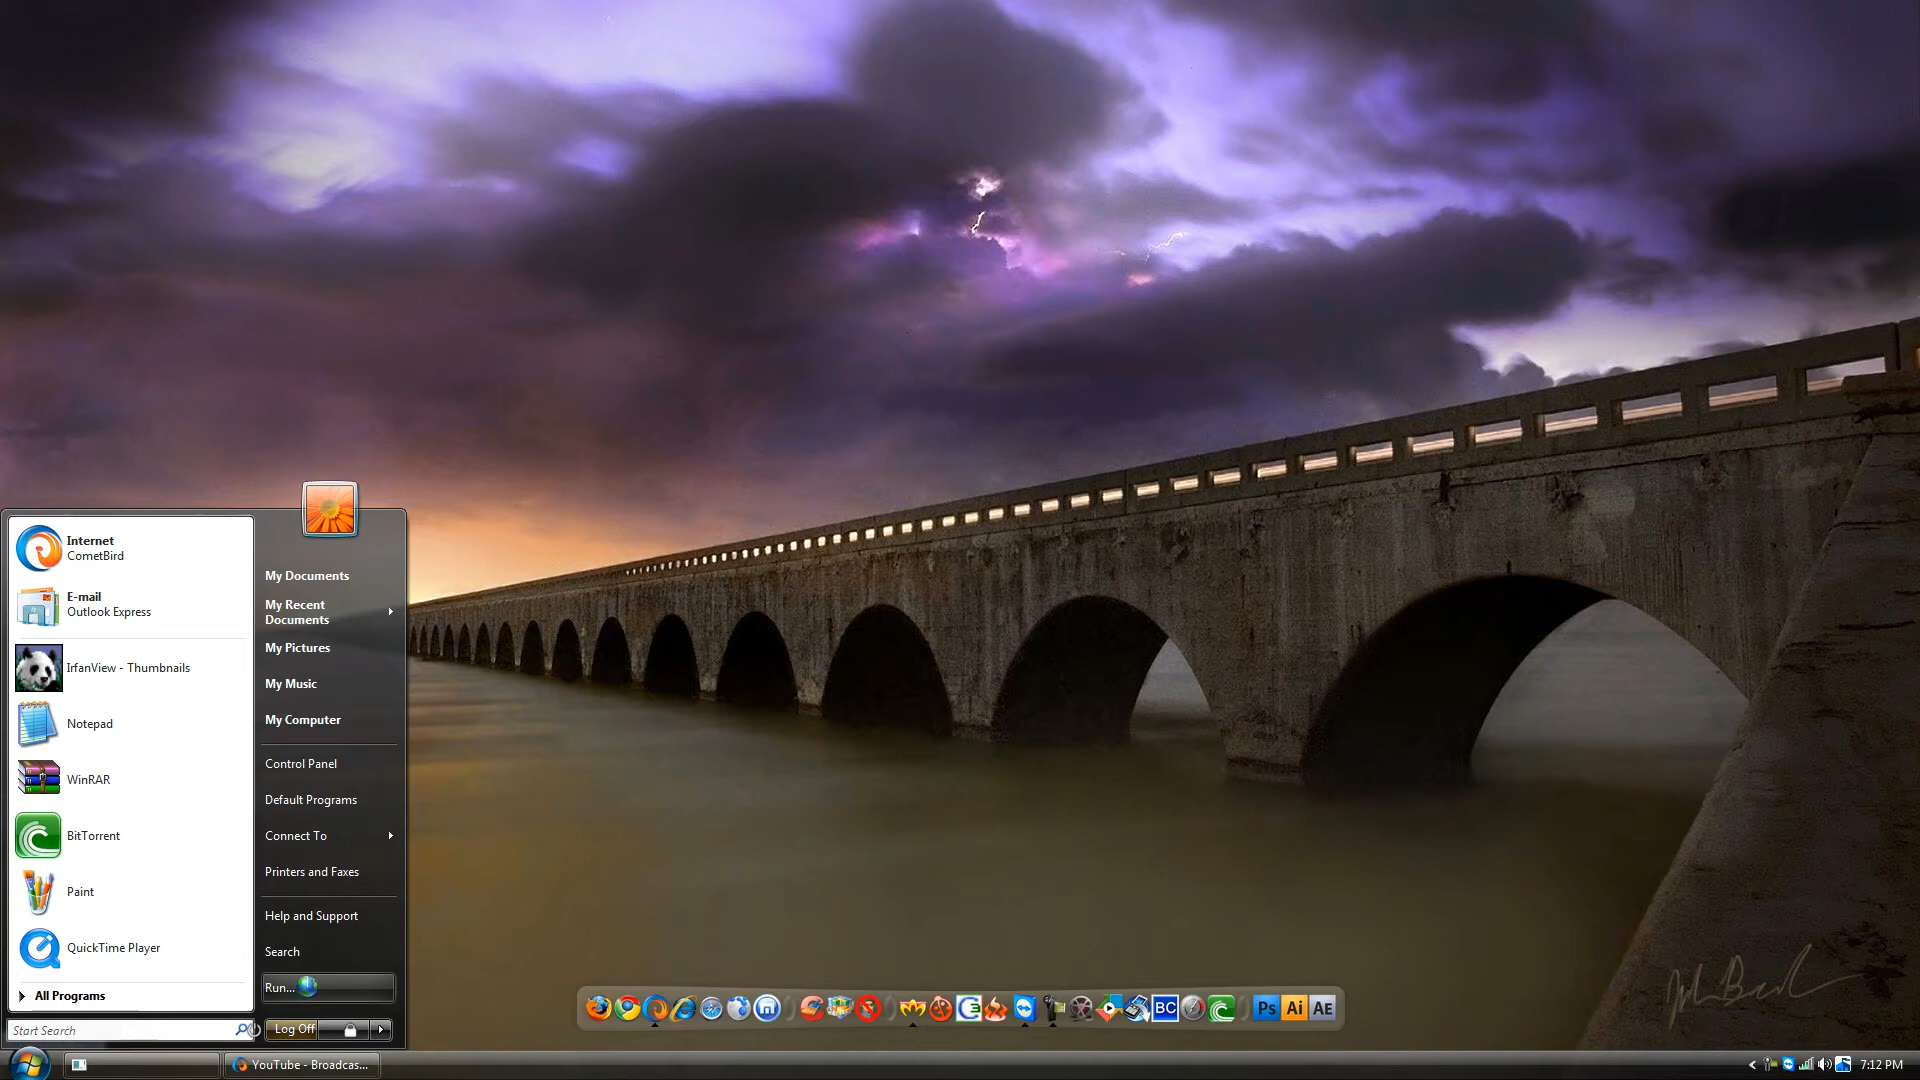 Internet
CometBird
E-mail
Outlook Express
IrfanView - Thumbnails
Notepad
WinRAR
BitTorrent
Paint
QuickTime Player
All Programs
Start Search
My Documents
My Recent
Documents
My Pictures
My Music
My Computer
Control Panel
Default Programs
Connect To
Printers and Faxes
Help and Support
Search
Run...
Log Off
BC
Ps
Ai
AE
YouTube - Broadcas...
7:12 PM